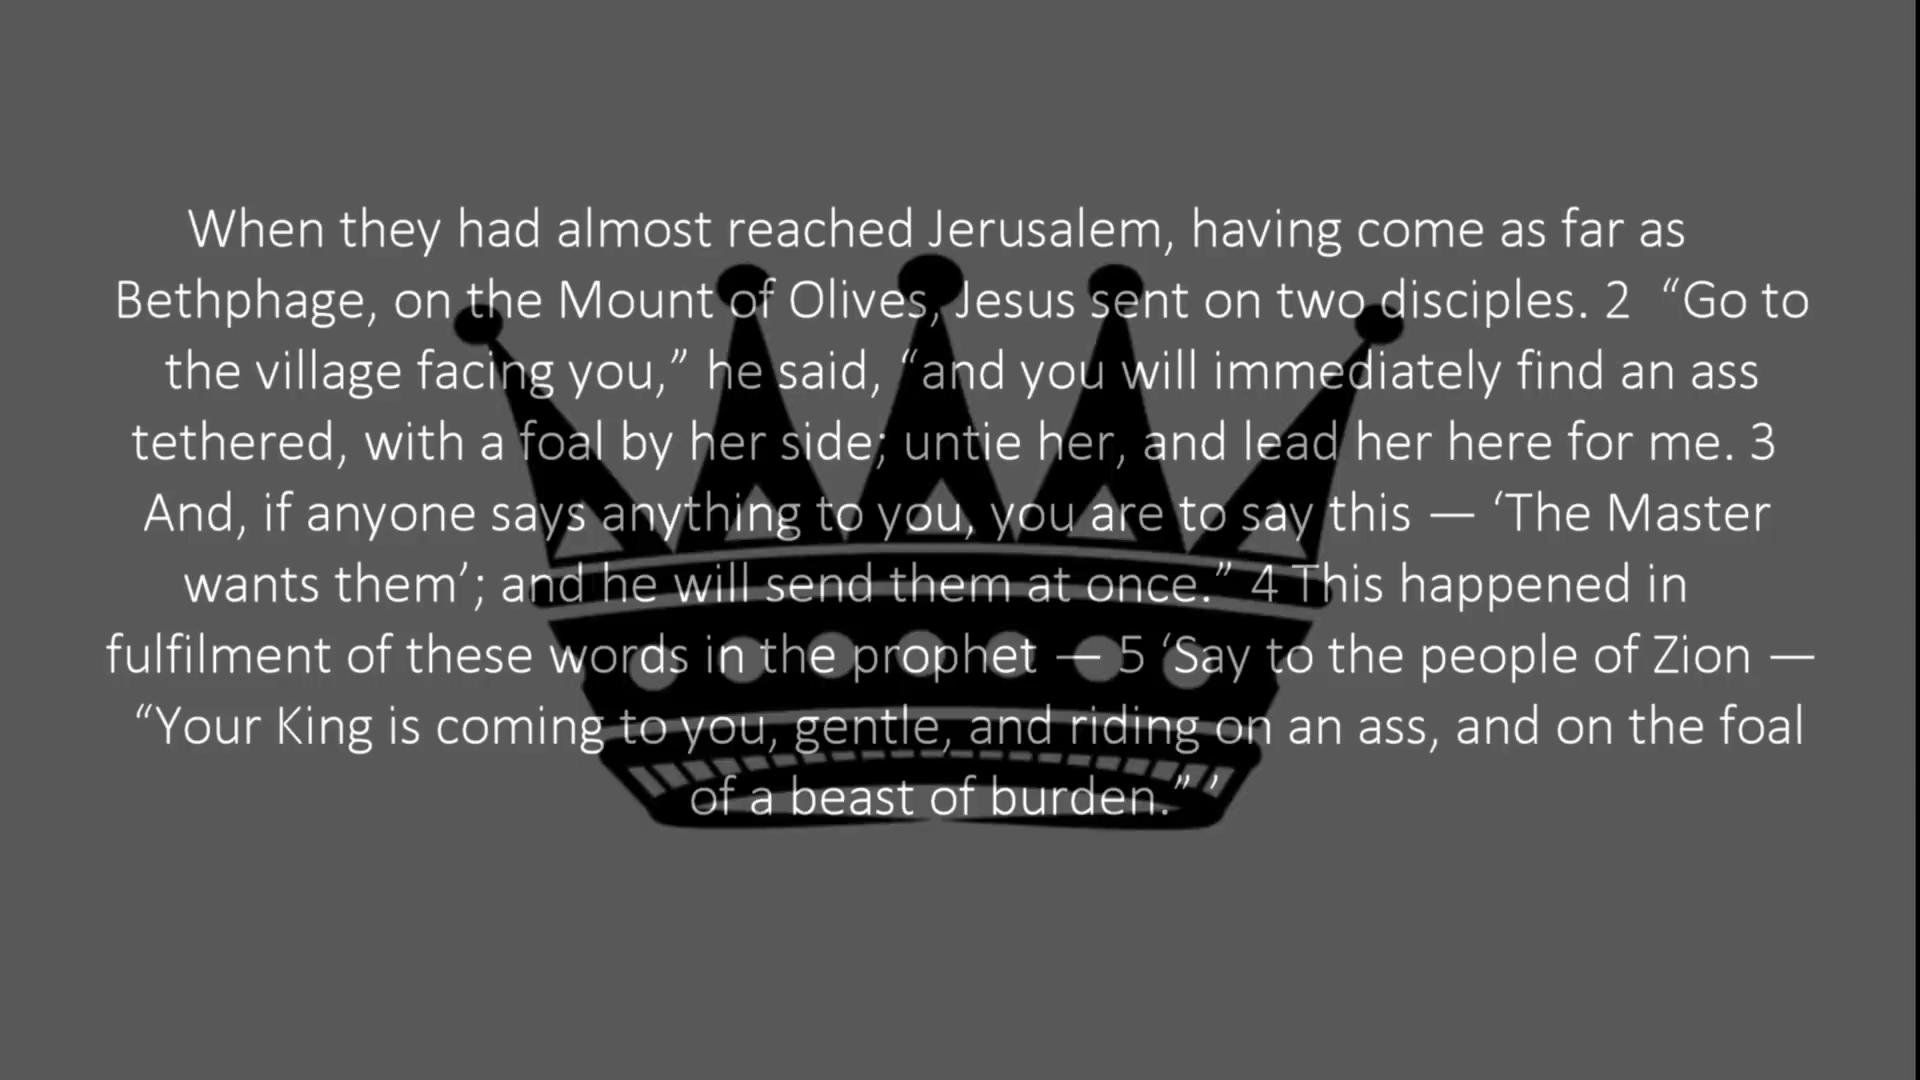 When they had almost reached Jerusalem, having come as far as
Bethphage, on the Mount of Olives, Jesus sent on two disciples. 2  “Go to
the village facing you,” he said, “and you will immediately find an ass
tethered, with a foal by her side; untie her, and lead her here for me. 3
And, if anyone says anything to you, you are to say this — ‘The Master
wants them’; and he will send them at once.” 4 This happened in
fulfilment of these words in the prophet — 5 ‘Say to the people of Zion —
“Your King is coming to you, gentle, and riding on an ass, and on the foal
of a beast of burden.” ’